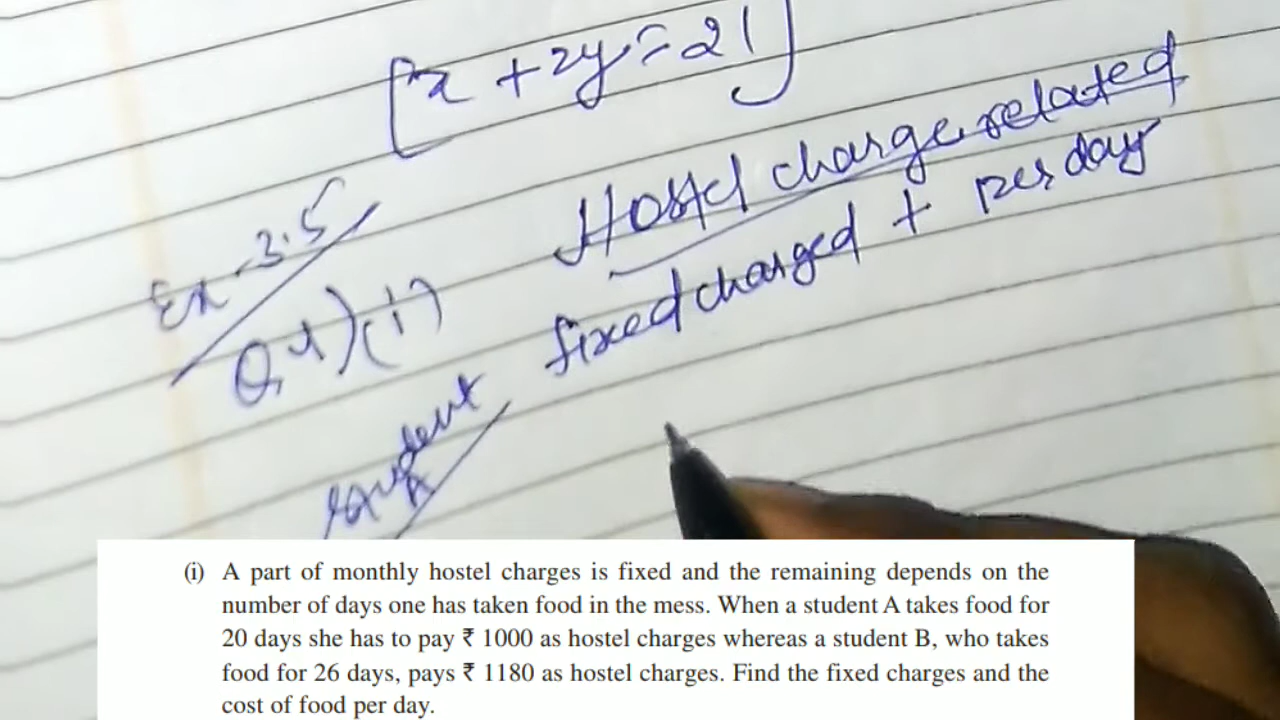 [x + 2y = 21]
Hostel charge related
Ex-3.5
fixed charged + per day
Q,4)(i)
student
A
(i) A part of monthly hostel charges is fixed and the remaining depends on the
number of days one has taken food in the mess. When a student A takes food for
20 days she has to pay ₹ 1000 as hostel charges whereas a student B, who takes
food for 26 days, pays ₹ 1180 as hostel charges. Find the fixed charges and the
cost of food per day.